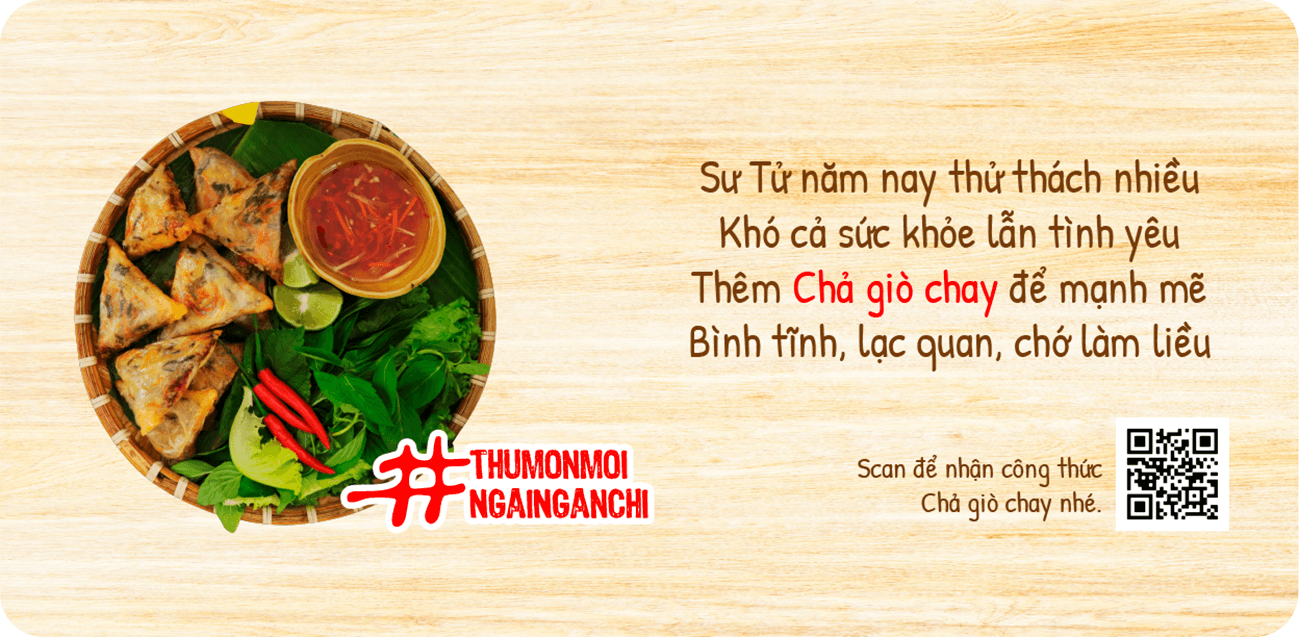 Sư Tử năm nay thử thách nhiều
Khó cả sức khỏe lẫn tình yêu
Thêm Chả giò chay để mạnh mẽ
Bình tĩnh, lạc quan, chớ làm liều
#THUMONMOI
NGAINGANCHI
Scan để nhận công thức
Chả giò chay nhé.